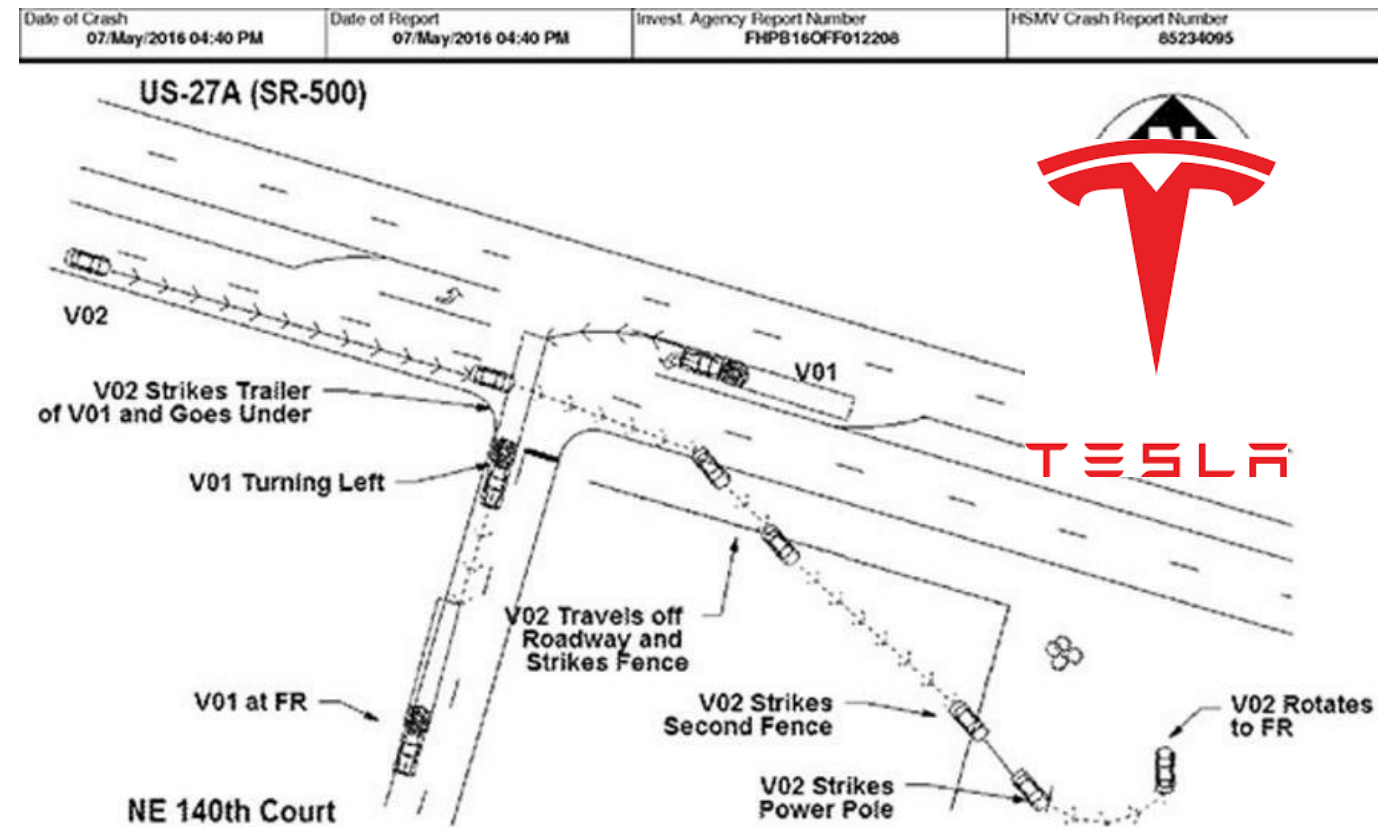 Date of Crash
07/May/2016 04:40 PM
Date of Report
07/May/2016 04:40 PM
Invest. Agency Report Number
FHPB16OFF012208
HSMV Crash Report Number
85234095
US-27A (SR-500)
TESLA
V02
V01
V02 Strikes Trailer
of V01 and Goes Under
V01 Turning Left
V02 Travels off
Roadway and
Strikes Fence
V01 at FR
V02 Strikes
Second Fence
V02 Rotates
to FR
V02 Strikes
Power Pole
NE 140th Court